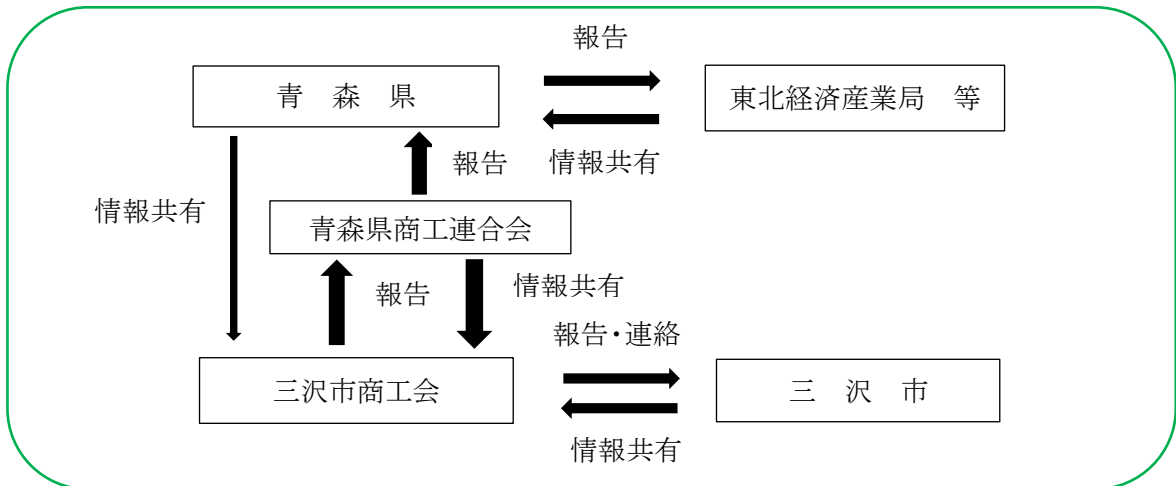 報告
青　森　県
東北経済産業局　等
報告
情報共有
情報共有
青森県商工連合会
報告
情報共有
報告・連絡
三沢市商工会
三　沢　市
情報共有